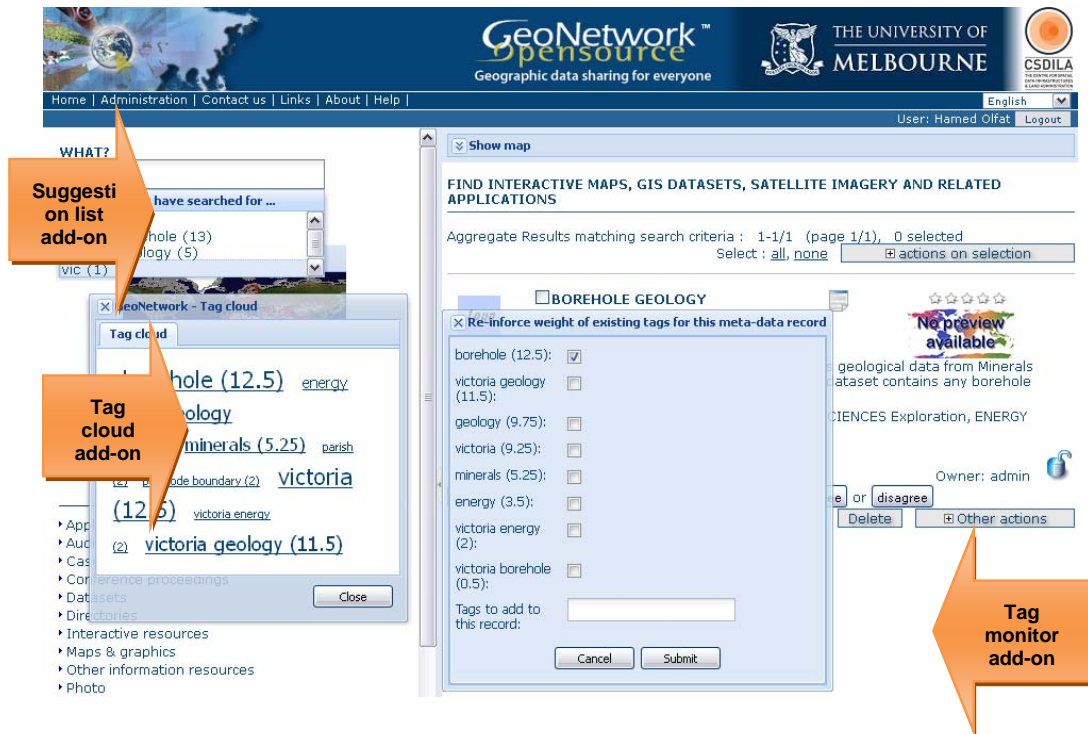 GeoNetwork™
Opensource
Geographic data sharing for everyone
THE UNIVERSITY OF
MELBOURNE
CSDILA
Home | Administration | Contact us | Links | About | Help |
English
User: Hamed Olfat Logout
WHAT?
Suggesti
on list
add-on
have searched for ...
hole (13)
logy (5)
vic (1)
Show map
FIND INTERACTIVE MAPS, GIS DATASETS, SATELLITE IMAGERY AND RELATED
APPLICATIONS
Aggregate Results matching search criteria : 1-1/1 (page 1/1), 0 selected
Select : all, none actions on selection
BOREHOLE GEOLOGY
No preview
available
geological data from Minerals
dataset contains any borehole
CIENCES Exploration, ENERGY
Owner: admin
ee or disagree
Delete Other actions
GeoNetwork - Tag cloud
Tag cloud
hole (12.5) energy
ology
minerals (5.25) parish
(2) ode boundary (2) victoria
(12.5) victoria energy
(2) victoria geology (11.5)
Close
Tag
cloud
add-on
App
Aud
Cas
Conference proceedings
Datasets
Directories
Interactive resources
Maps & graphics
Other information resources
Photo
Re-inforce weight of existing tags for this meta-data record
borehole (12.5):
victoria geology
(11.5):
geology (9.75):
victoria (9.25):
minerals (5.25):
energy (3.5):
victoria energy
(2):
victoria borehole
(0.5):
Tags to add to
this record:
Cancel Submit
Tag
monitor
add-on